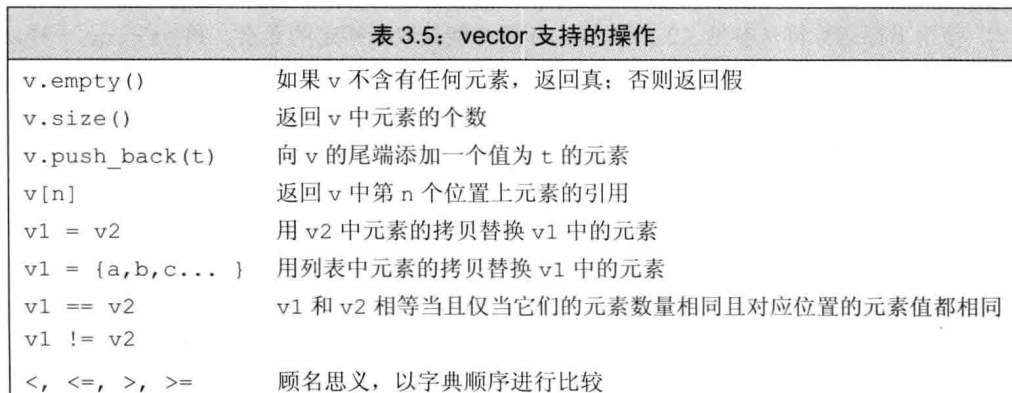 表 3.5：vector 支持的操作
v.empty() 如果 v 不含有任何元素，返回真；否则返回假
v.size() 返回 v 中元素的个数
v.push_back(t) 向 v 的尾端添加一个值为 t 的元素
v[n] 返回 v 中第 n 个位置上元素的引用
v1 = v2 用 v2 中元素的拷贝替换 v1 中的元素
v1 = {a,b,c... } 用列表中元素的拷贝替换 v1 中的元素
v1 == v2 v1 和 v2 相等当且仅当它们的元素数量相同且对应位置的元素值都相同
v1 != v2
<, <=, >, >= 顾名思义，以字典顺序进行比较